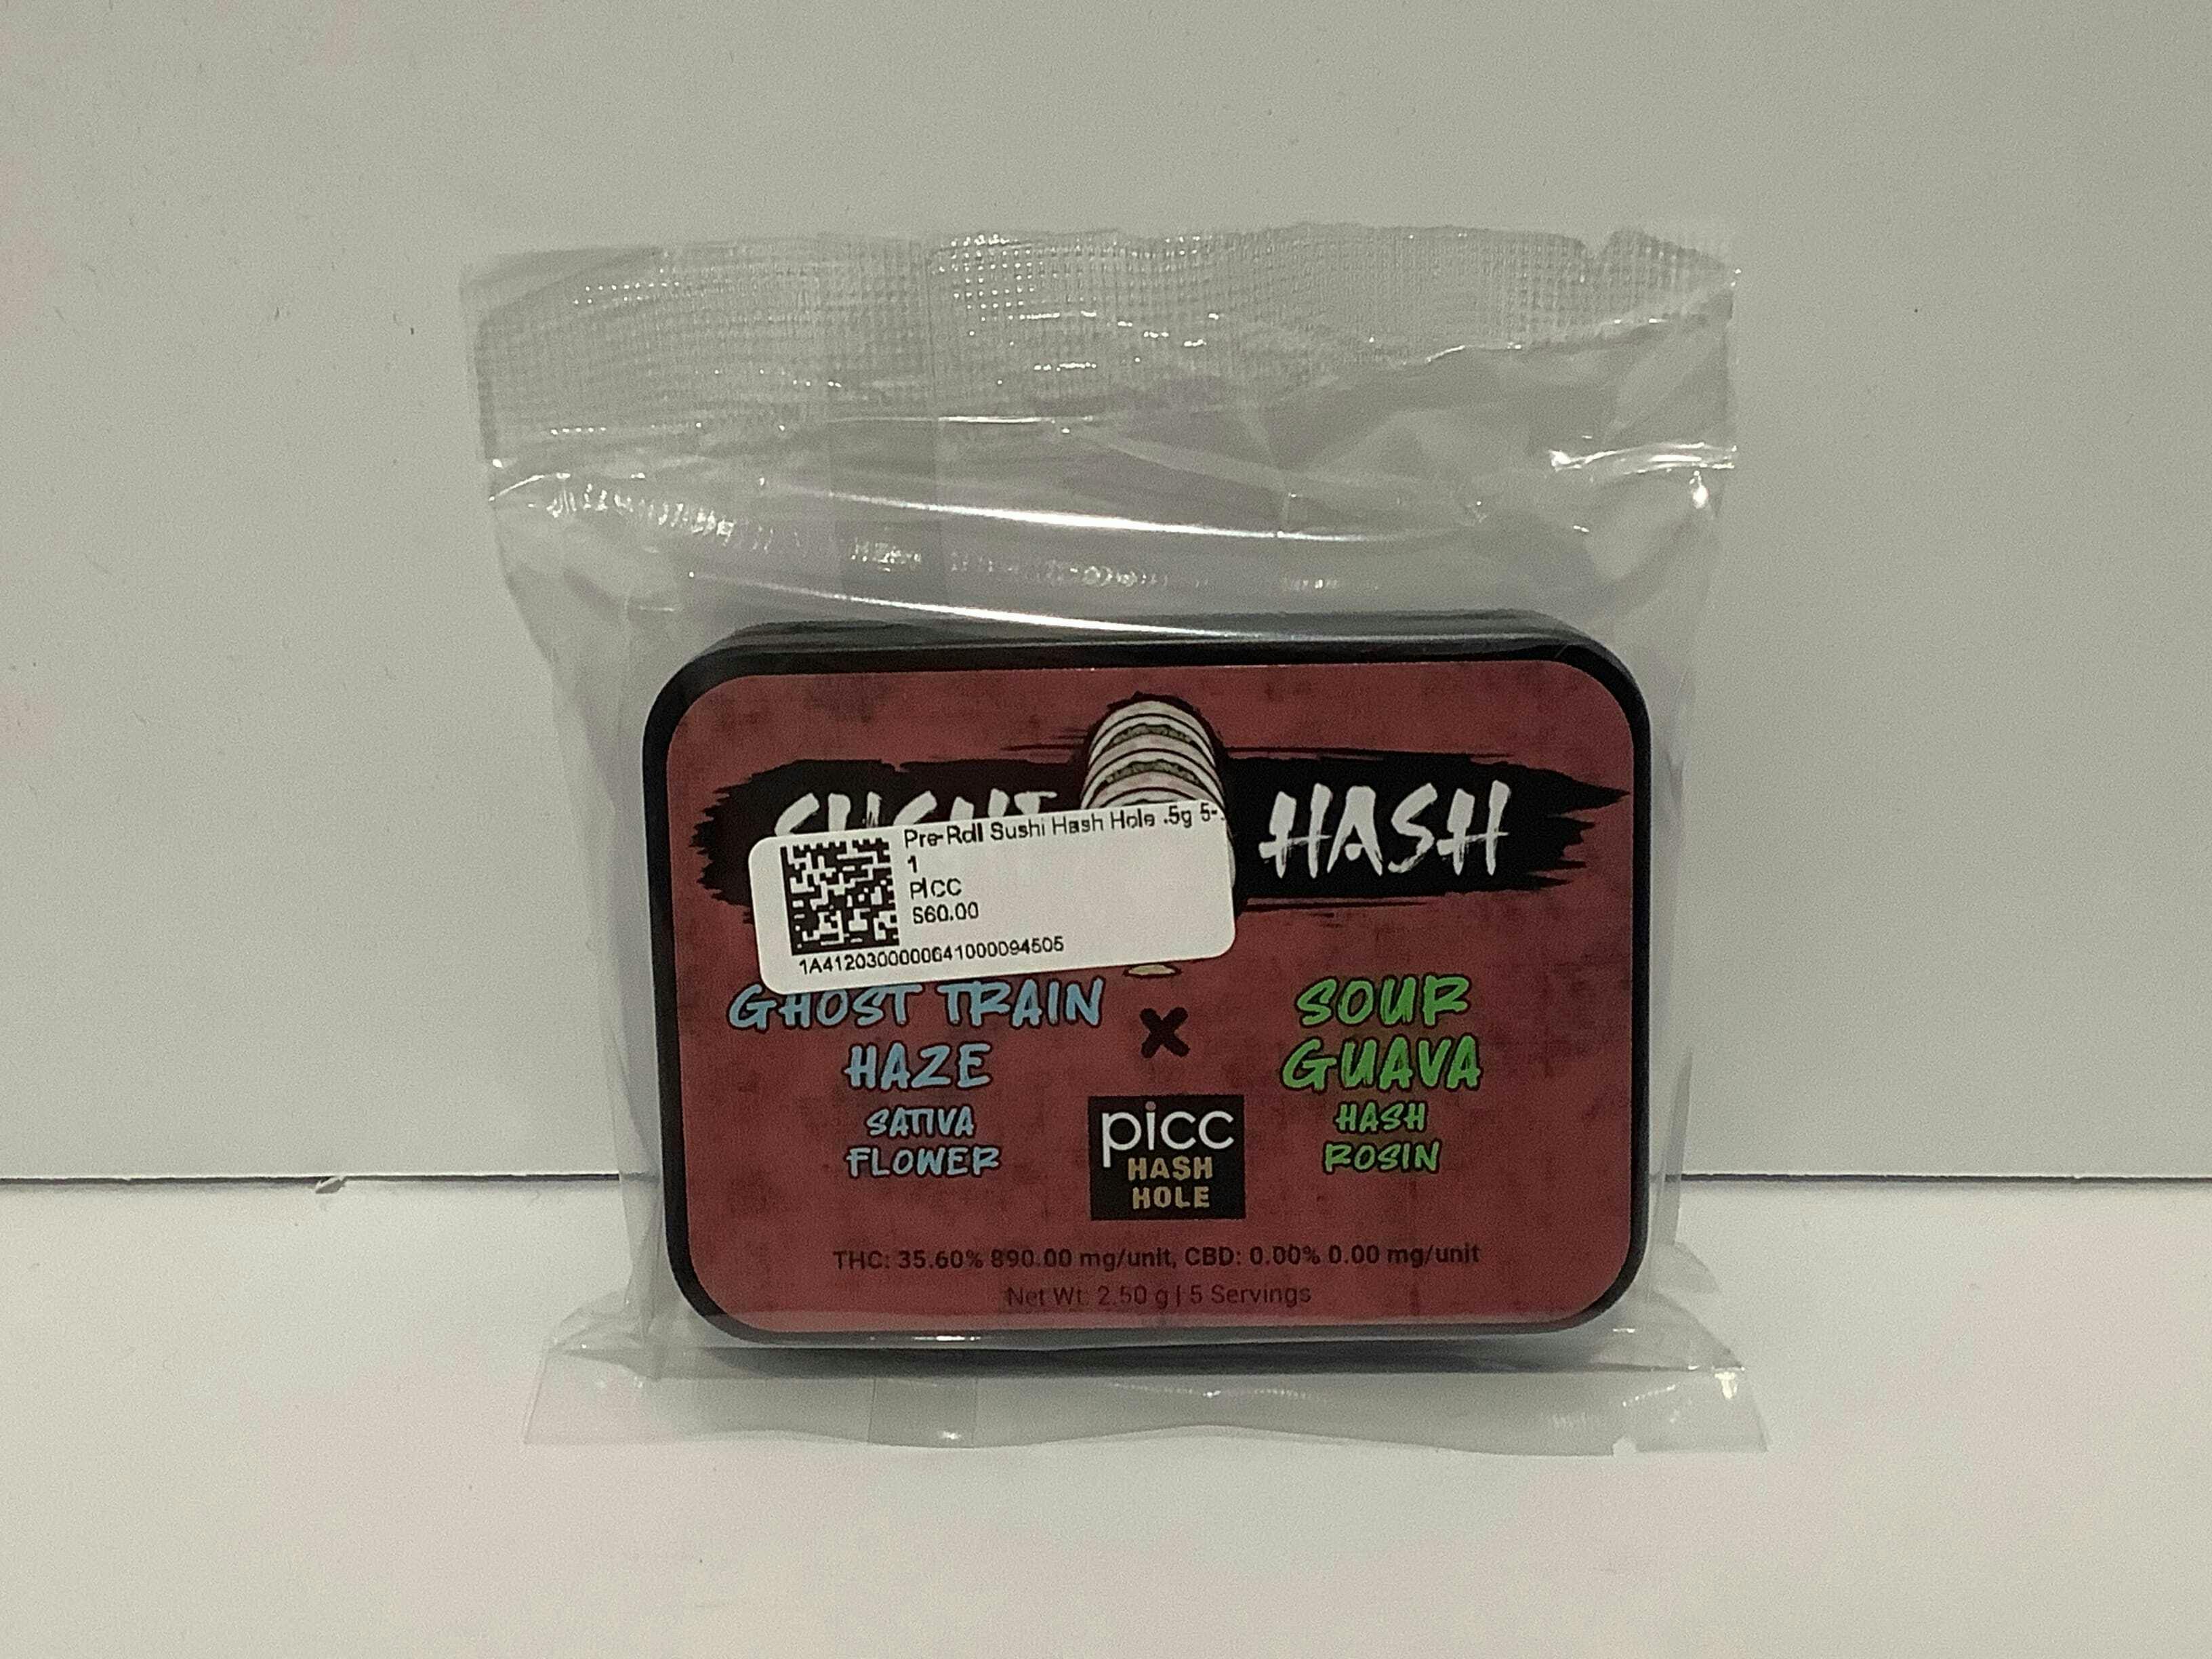 SUSHI HASH
Pre-Roll Sushi Hash Hole .5g 5-
1
PICC
$60.00
1A4120300000641000094505
GHOST TRAIN
HAZE
SATIVA
FLOWER
X
SOUR
GUAVA
HASH
ROSIN
picc
HASH
HOLE
THC: 35.60% 890.00 mg/unit, CBD: 0.00% 0.00 mg/unit
Net Wt: 2.50 g | 5 Servings